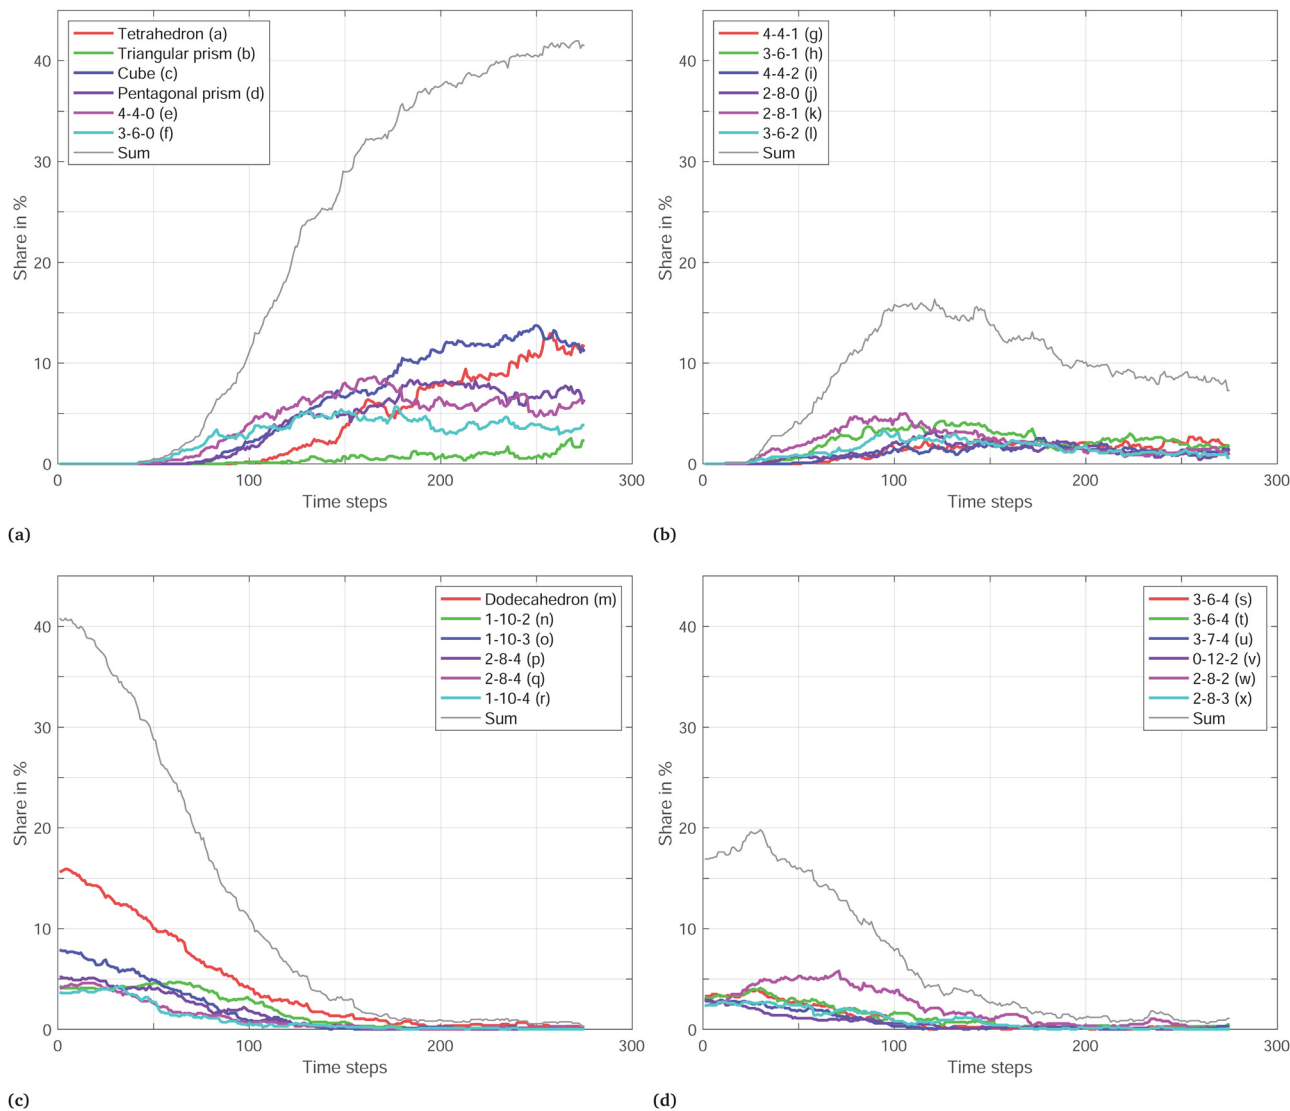 Tetrahedron (a)
Triangular prism (b)
Cube (c)
Pentagonal prism (d)
4-4-0 (e)
3-6-0 (f)
Sum
40
30
20
10
0
Share in %
0
100
200
300
Time steps
(a)
4-4-1 (g)
3-6-1 (h)
4-4-2 (i)
2-8-0 (j)
2-8-1 (k)
3-6-2 (l)
Sum
40
30
20
10
0
Share in %
0
100
200
300
Time steps
(b)
Dodecahedron (m)
1-10-2 (n)
1-10-3 (o)
2-8-4 (p)
2-8-4 (q)
1-10-4 (r)
Sum
40
30
20
10
0
Share in %
0
100
200
300
Time steps
(c)
3-6-4 (s)
3-6-4 (t)
3-7-4 (u)
0-12-2 (v)
2-8-2 (w)
2-8-3 (x)
Sum
40
30
20
10
0
Share in %
0
100
200
300
Time steps
(d)